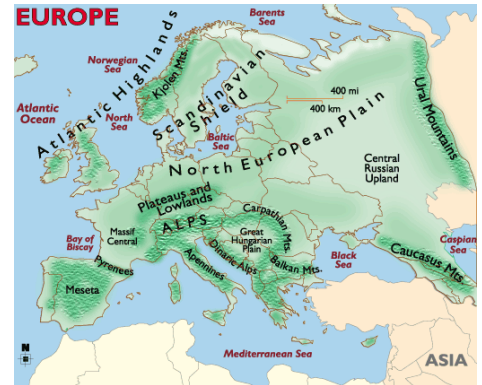 EUROPE
Barents
Sea
Norwegian
Sea
Atlantic Highlands
Kjolen Mts.
Scandinavian
Shield
Ural Mountains
400 mi
400 km
Atlantic
Ocean
North
Sea
Baltic
Sea
North European Plain
Central
Russian
Upland
Plateaus and
Lowlands
ALPS
Carpathian Mts.
Massif
Central
Great
Hungarian
Plain
Bay of
Biscay
Pyrenees
Dinaric Alps
Apennines
Balkan Mts.
Black
Sea
Caspian
Sea
Caucasus Mts.
Meseta
Mediterranean Sea
N
ASIA